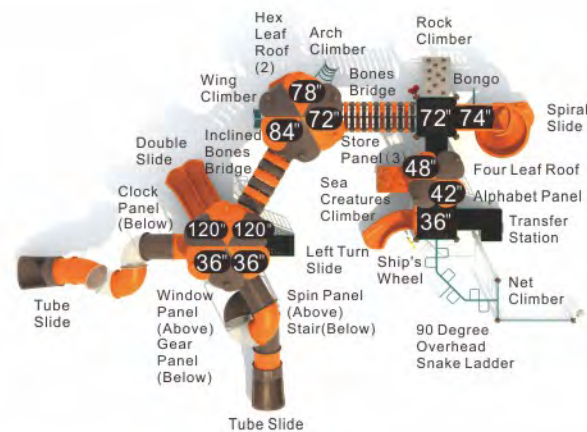 Hex
Leaf
Roof
(2)
Arch
Climber
Rock
Climber
Wing
Climber
Bones
Bridge
Bongo
78"
72"
84"
72"
74"
Spiral
Slide
Double
Slide
Inclined
Bones
Bridge
Store
Panel (3)
48"
Four Leaf Roof
Clock
Panel
(Below)
Sea
Creatures
Climber
42"
Alphabet Panel
120"
120"
36"
36"
36"
Transfer
Station
Left Turn
Slide
Ship's
Wheel
Tube
Slide
Window
Panel
(Above)
Gear
Panel
(Below)
Spin Panel
(Above)
Stair(Below)
Net
Climber
90 Degree
Overhead
Snake Ladder
Tube Slide